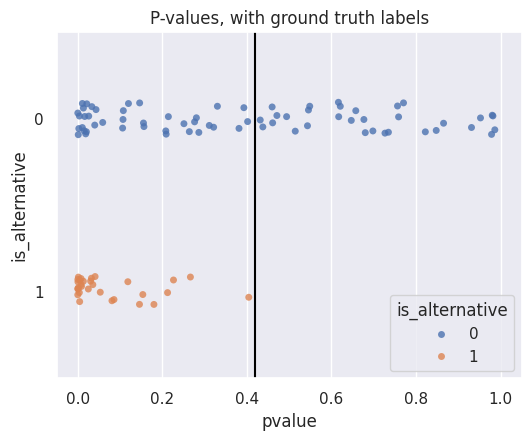 P-values, with ground truth labels
is_alternative
0
1
is_alternative
0
1
0.0 0.2 0.4 0.6 0.8 1.0
pvalue